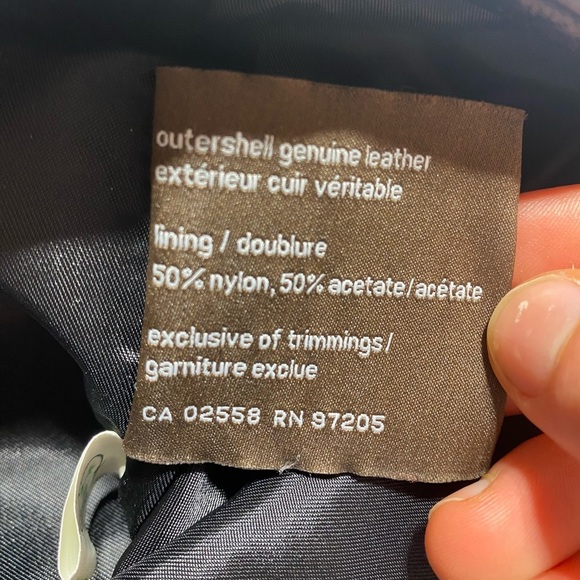 outershell genuine leather
extérieur cuir véritable
lining / doublure
50% nylon, 50% acetate/acétate
exclusive of trimmings/
garniture exclue
CA 02558 RN 97205